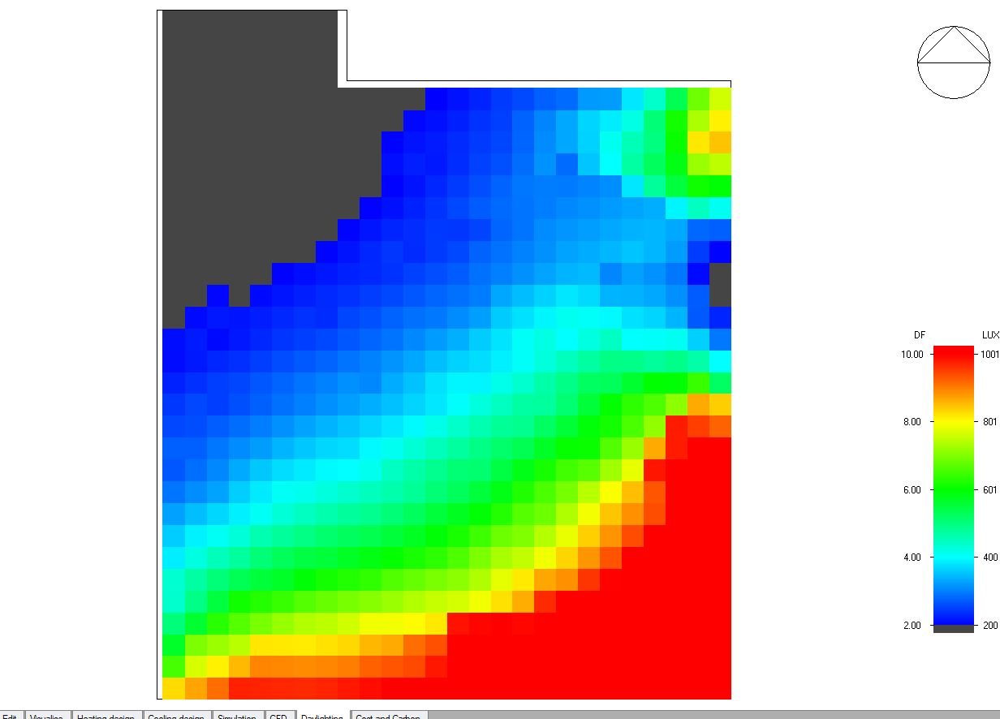 DF LUX
10.00 1001
8.00 801
6.00 601
4.00 400
2.00 200
Edit Visualise Heating design Cooling design Simulation CFD Daylighting Cost and Carbon